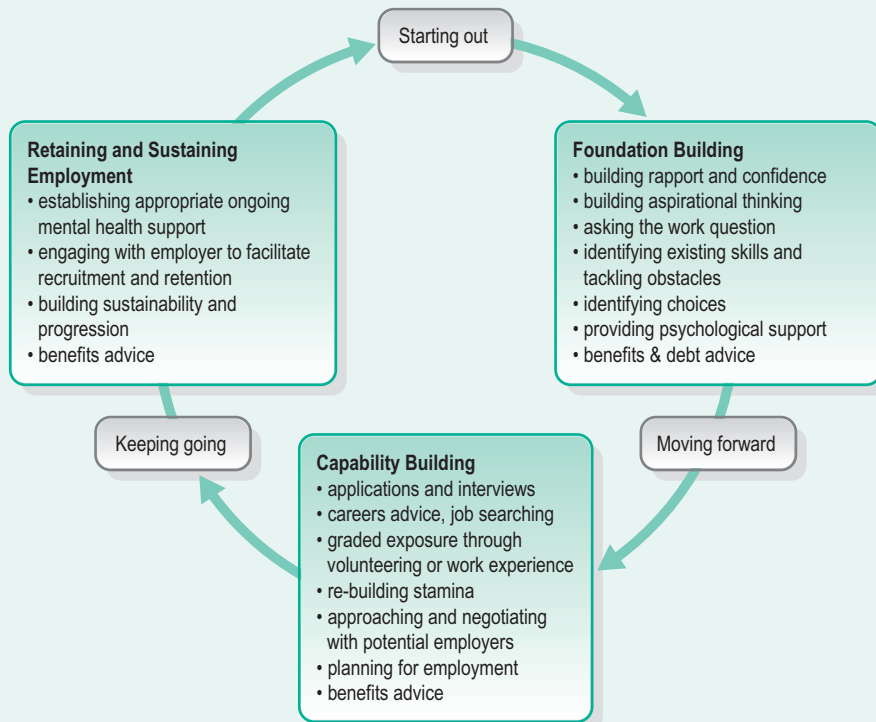 Starting out
Retaining and Sustaining
Employment
• establishing appropriate ongoing
mental health support
• engaging with employer to facilitate
recruitment and retention
• building sustainability and
progression
• benefits advice
Foundation Building
• building rapport and confidence
• building aspirational thinking
• asking the work question
• identifying existing skills and
tackling obstacles
• identifying choices
• providing psychological support
• benefits & debt advice
Keeping going
Moving forward
Capability Building
• applications and interviews
• careers advice, job searching
• graded exposure through
volunteering or work experience
• re-building stamina
• approaching and negotiating
with potential employers
• planning for employment
• benefits advice